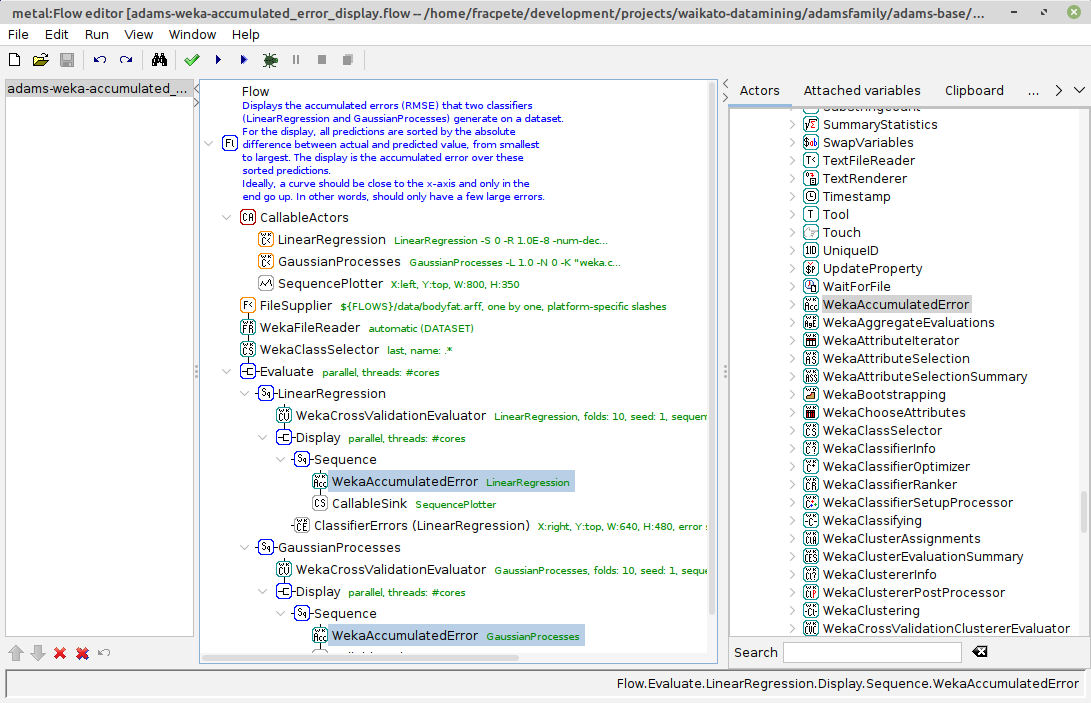 metal:Flow editor [adams-weka-accumulated_error_display.flow -- /home/fracpete/development/projects/waikato-datamining/adamsfamily/adams-base/...
File Edit Run View Window Help
adams-weka-accumulated_...
Flow
Displays the accumulated errors (RMSE) that two classifiers
(LinearRegression and GaussianProcesses) generate on a dataset.
For the display, all predictions are sorted by the absolute
difference between actual and predicted value, from smallest
to largest. The display is the accumulated error over these
sorted predictions.
Ideally, a curve should be close to the x-axis and only in the
end go up. In other words, should only have a few large errors.
CallableActors
LinearRegression LinearRegression -S 0 -R 1.0E-8 -num-dec...
GaussianProcesses GaussianProcesses -L 1.0 -N 0 -K "weka.c...
SequencePlotter X:left, Y:top, W:800, H:350
FileSupplier ${FLOWS}/data/bodyfat.arff, one by one, platform-specific slashes
WekaFileReader automatic (DATASET)
WekaClassSelector last, name: .*
Evaluate parallel, threads: #cores
LinearRegression
WekaCrossValidationEvaluator LinearRegression, folds: 10, seed: 1, sequen
Display parallel, threads: #cores
Sequence
WekaAccumulatedError LinearRegression
CallableSink SequencePlotter
ClassifierErrors (LinearRegression) X:right, Y:top, W:640, H:480, error s
GaussianProcesses
WekaCrossValidationEvaluator GaussianProcesses, folds: 10, seed: 1, seque
Display parallel, threads: #cores
Sequence
WekaAccumulatedError GaussianProcesses
Actors Attached variables Clipboard ...
SubstringCount
SummaryStatistics
SwapVariables
TextFileReader
TextRenderer
Timestamp
Tool
Touch
UniqueID
UpdateProperty
WaitForFile
WekaAccumulatedError
WekaAggregateEvaluations
WekaAttributeIterator
WekaAttributeSelection
WekaAttributeSelectionSummary
WekaBootstrapping
WekaChooseAttributes
WekaClassSelector
WekaClassifierInfo
WekaClassifierOptimizer
WekaClassifierRanker
WekaClassifierSetupProcessor
WekaClassifying
WekaClusterAssignments
WekaClusterEvaluationSummary
WekaClustererInfo
WekaClustererPostProcessor
WekaClustering
WekaCrossValidationClustererEvaluator
Search
Flow.Evaluate.LinearRegression.Display.Sequence.WekaAccumulatedError